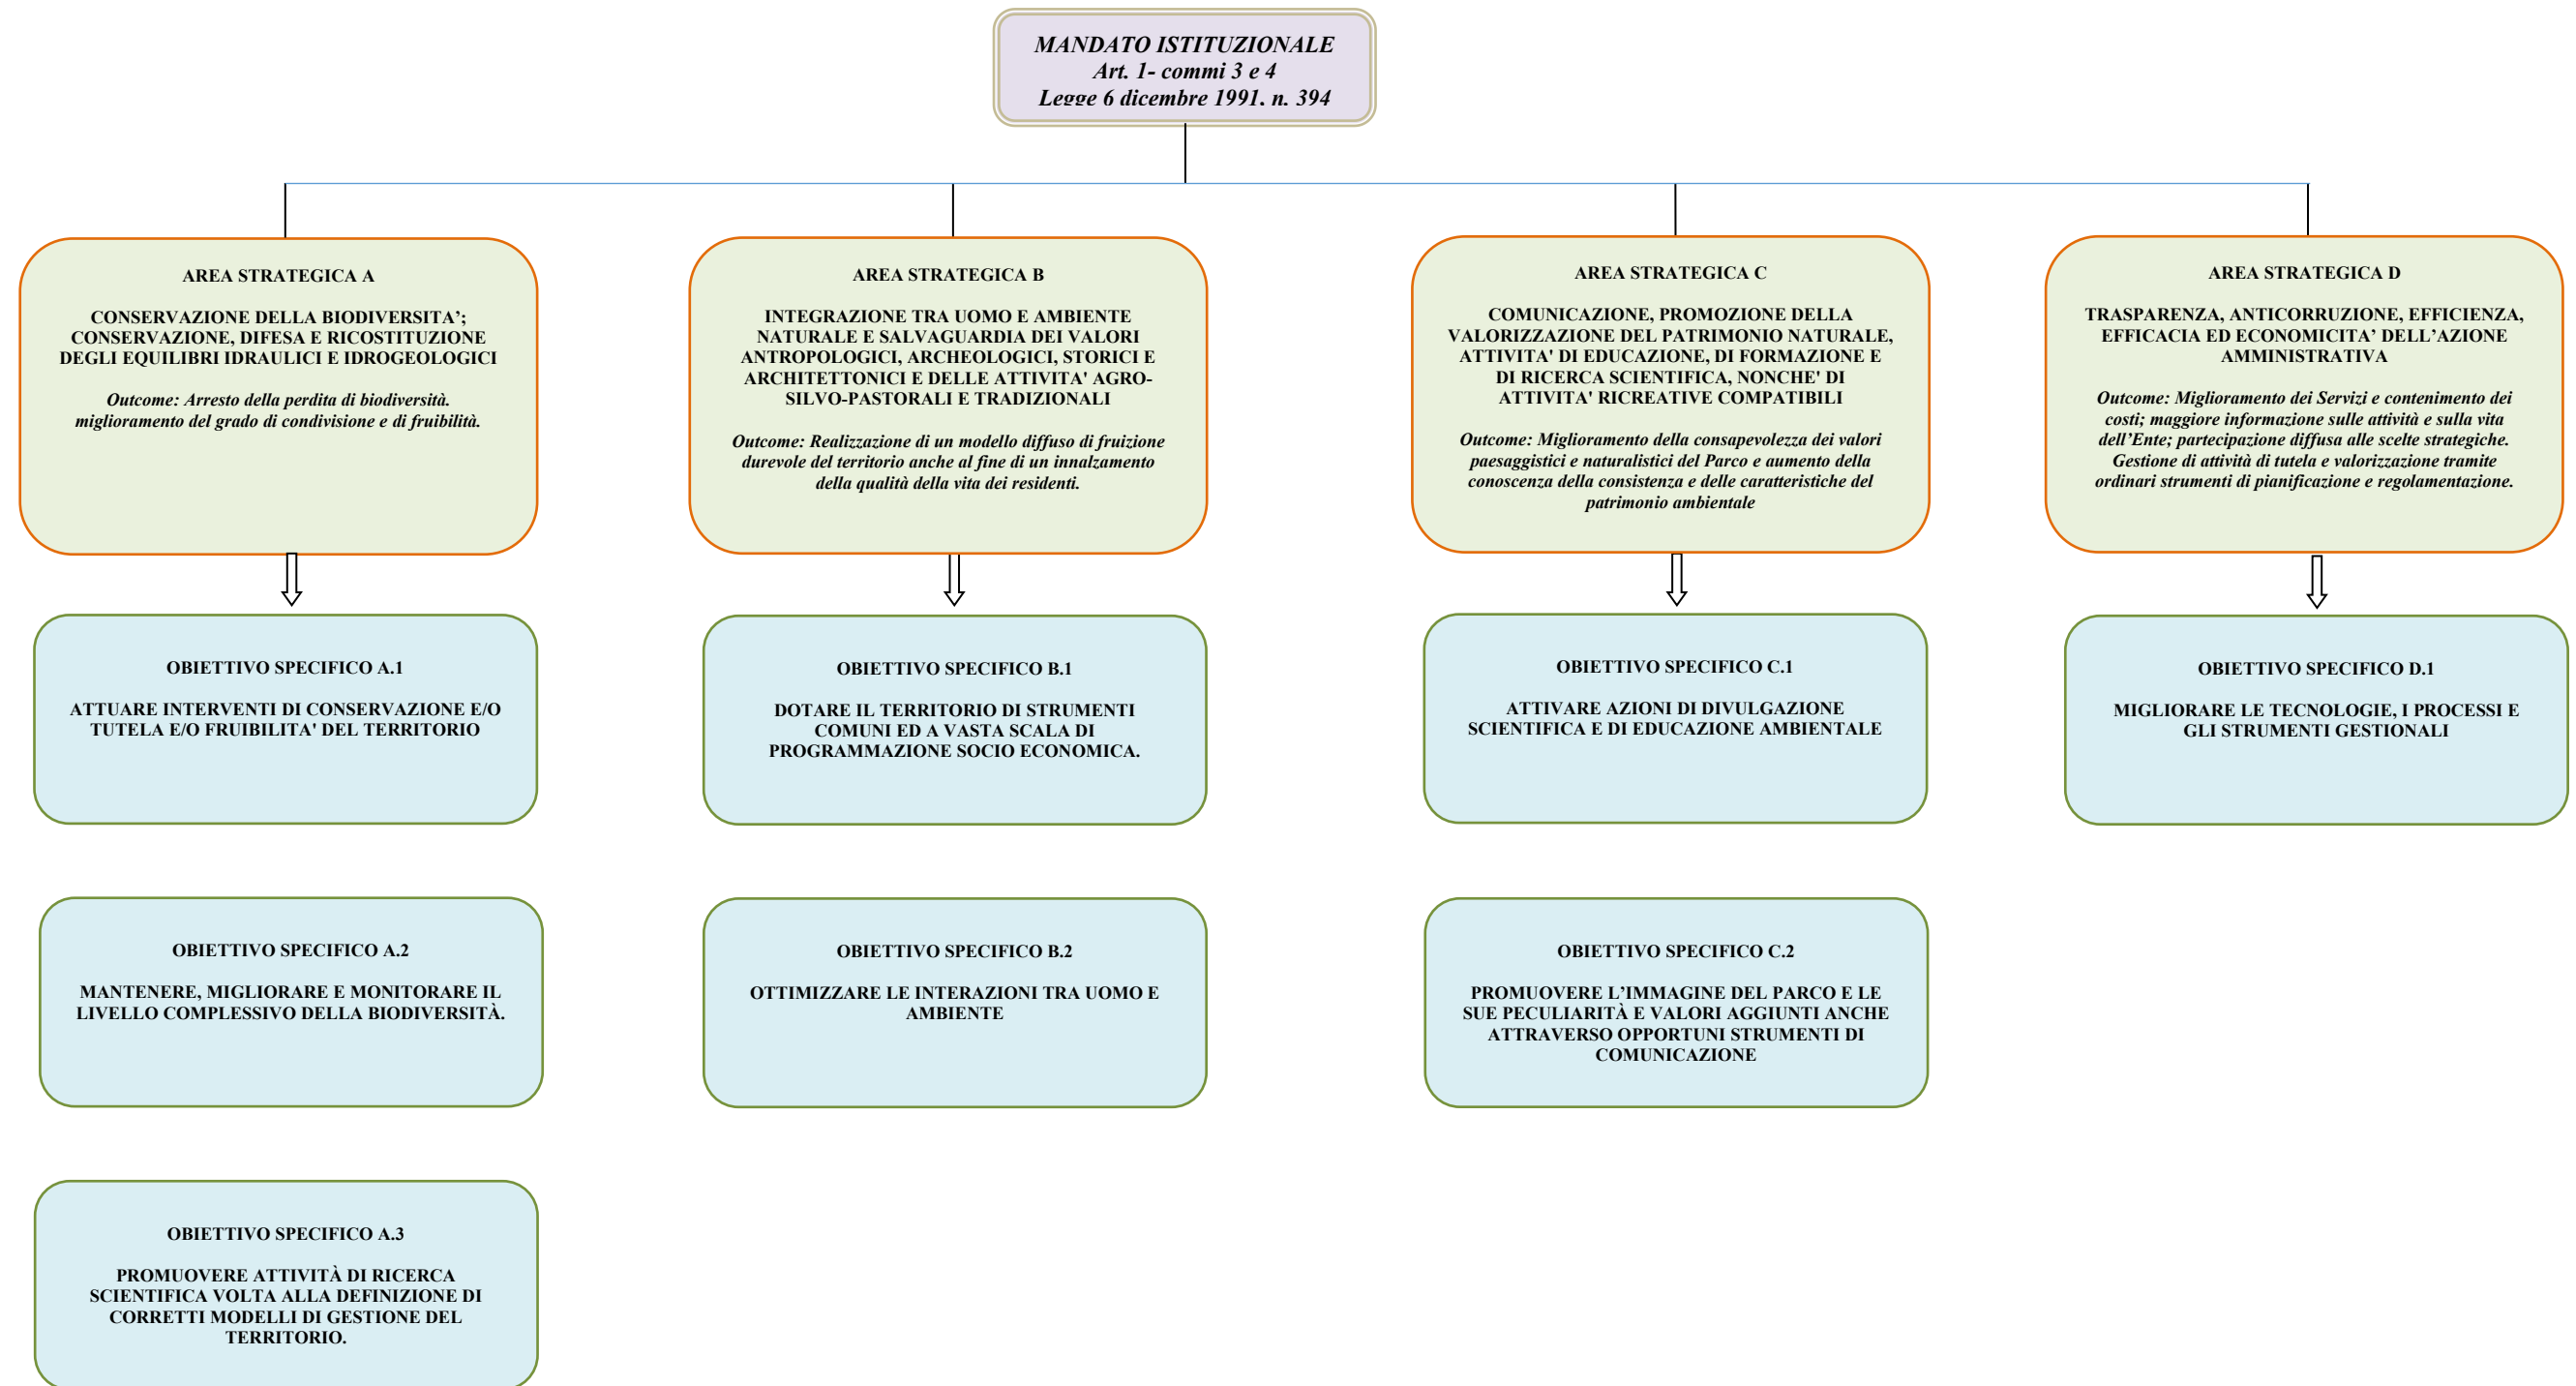 MANDATO ISTITUZIONALE
Art. 1- commi 3 e 4
Legge 6 dicembre 1991, n. 394
AREA STRATEGICA A
CONSERVAZIONE DELLA BIODIVERSITA’;
CONSERVAZIONE, DIFESA E RICOSTITUZIONE
DEGLI EQUILIBRI IDRAULICI E IDROGEOLOGICI
Outcome: Arresto della perdita di biodiversità.
miglioramento del grado di condivisione e di fruibilità.
AREA STRATEGICA B
INTEGRAZIONE TRA UOMO E AMBIENTE
NATURALE E SALVAGUARDIA DEI VALORI
ANTROPOLOGICI, ARCHEOLOGICI, STORICI E
ARCHITETTONICI E DELLE ATTIVITA' AGRO-
SILVO-PASTORALI E TRADIZIONALI
Outcome: Realizzazione di un modello diffuso di fruizione
durevole del territorio anche al fine di un innalzamento
della qualità della vita dei residenti.
AREA STRATEGICA C
COMUNICAZIONE, PROMOZIONE DELLA
VALORIZZAZIONE DEL PATRIMONIO NATURALE,
ATTIVITA' DI EDUCAZIONE, DI FORMAZIONE E
DI RICERCA SCIENTIFICA, NONCHE' DI
ATTIVITA' RICREATIVE COMPATIBILI
Outcome: Miglioramento della consapevolezza dei valori
paesaggistici e naturalistici del Parco e aumento della
conoscenza della consistenza e delle caratteristiche del
patrimonio ambientale
AREA STRATEGICA D
TRASPARENZA, ANTICORRUZIONE, EFFICIENZA,
EFFICACIA ED ECONOMICITA’ DELL’AZIONE
AMMINISTRATIVA
Outcome: Miglioramento dei Servizi e contenimento dei
costi; maggiore informazione sulle attività e sulla vita
dell’Ente; partecipazione diffusa alle scelte strategiche.
Gestione di attività di tutela e valorizzazione tramite
ordinari strumenti di pianificazione e regolamentazione.
OBIETTIVO SPECIFICO A.1
ATTUARE INTERVENTI DI CONSERVAZIONE E/O
TUTELA E/O FRUIBILITA' DEL TERRITORIO
OBIETTIVO SPECIFICO B.1
DOTARE IL TERRITORIO DI STRUMENTI
COMUNI ED A VASTA SCALA DI
PROGRAMMAZIONE SOCIO ECONOMICA.
OBIETTIVO SPECIFICO C.1
ATTIVARE AZIONI DI DIVULGAZIONE
SCIENTIFICA E DI EDUCAZIONE AMBIENTALE
OBIETTIVO SPECIFICO D.1
MIGLIORARE LE TECNOLOGIE, I PROCESSI E
GLI STRUMENTI GESTIONALI
OBIETTIVO SPECIFICO A.2
MANTENERE, MIGLIORARE E MONITORARE IL
LIVELLO COMPLESSIVO DELLA BIODIVERSITÀ.
OBIETTIVO SPECIFICO B.2
OTTIMIZZARE LE INTERAZIONI TRA UOMO E
AMBIENTE
OBIETTIVO SPECIFICO C.2
PROMUOVERE L’IMMAGINE DEL PARCO E LE
SUE PECULIARITÀ E VALORI AGGIUNTI ANCHE
ATTRAVERSO OPPORTUNI STRUMENTI DI
COMUNICAZIONE
OBIETTIVO SPECIFICO A.3
PROMUOVERE ATTIVITÀ DI RICERCA
SCIENTIFICA VOLTA ALLA DEFINIZIONE DI
CORRETTI MODELLI DI GESTIONE DEL
TERRITORIO.